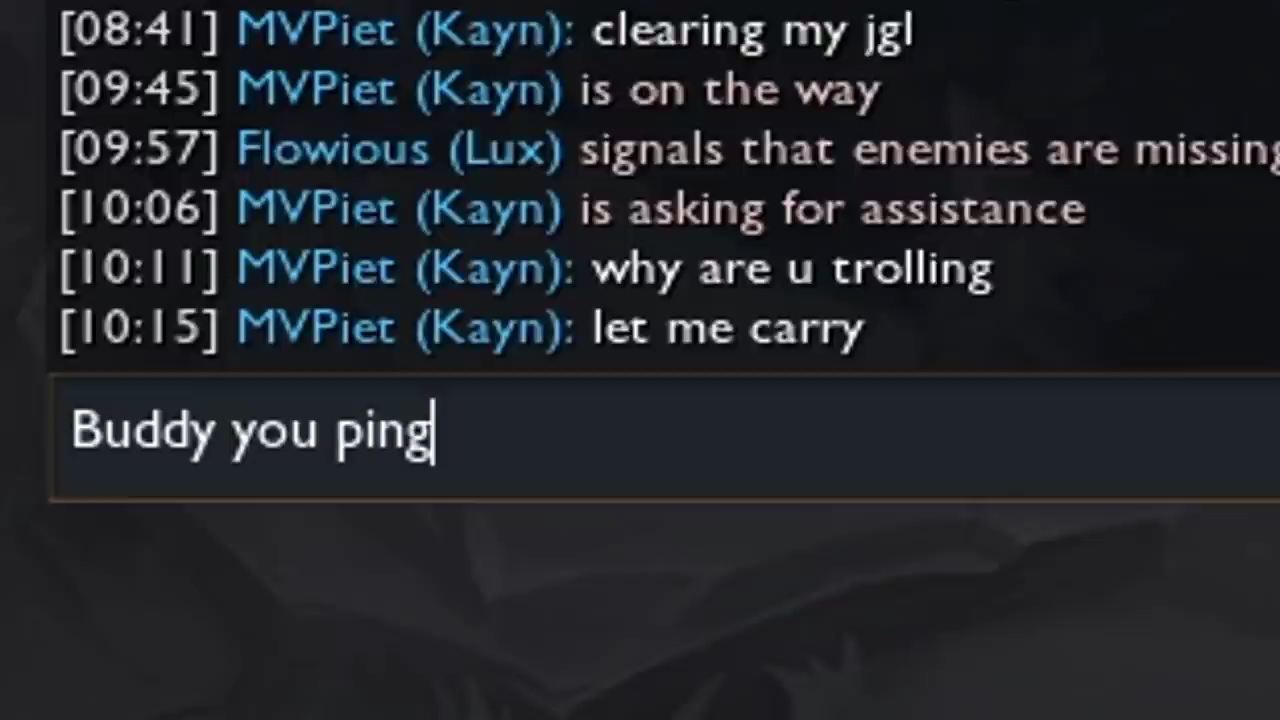 [08:41] MVPiet (Kayn): clearing my jgl
[09:45] MVPiet (Kayn) is on the way
[09:57] Flowious (Lux) signals that enemies are missing
[10:06] MVPiet (Kayn) is asking for assistance
[10:11] MVPiet (Kayn): why are u trolling
[10:15] MVPiet (Kayn): let me carry
Buddy you ping